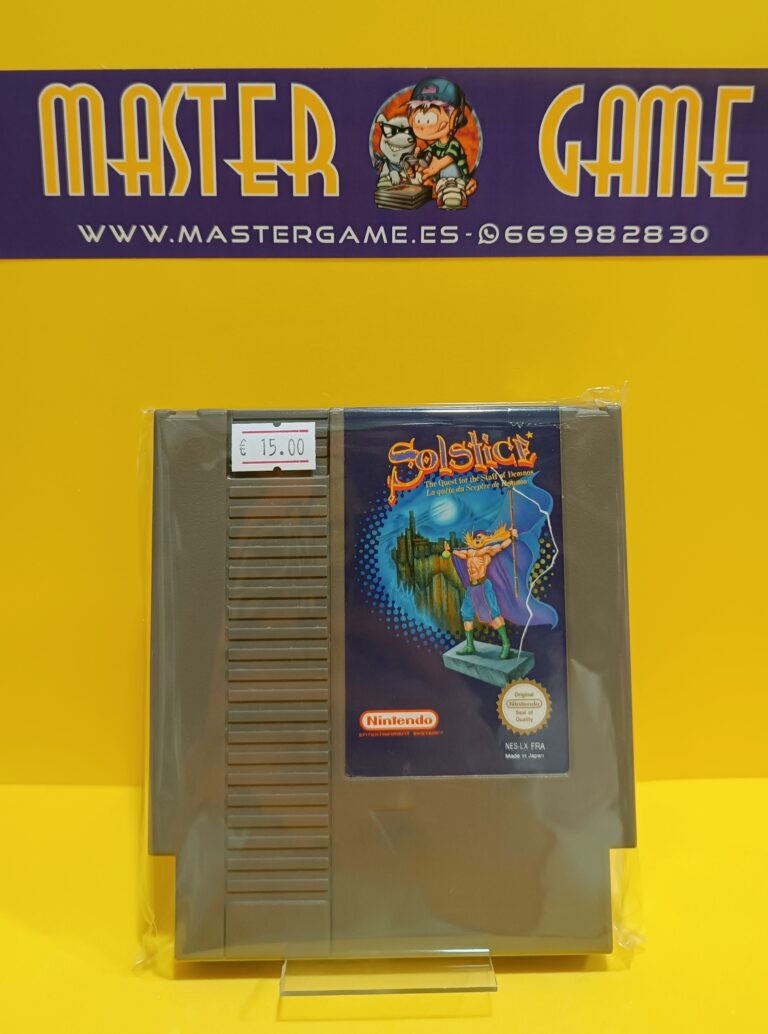 MASTER GAME
WWW.MASTERGAME.ES - 669982830
€ 15.00
Solstice
The Quest for the Staff of Demnos
La quête du Sceptre de Demnos
Nintendo
ENTERTAINMENT SYSTEM
Original
Nintendo
Seal of
Quality
NES-LX-FRA
Made in Japan